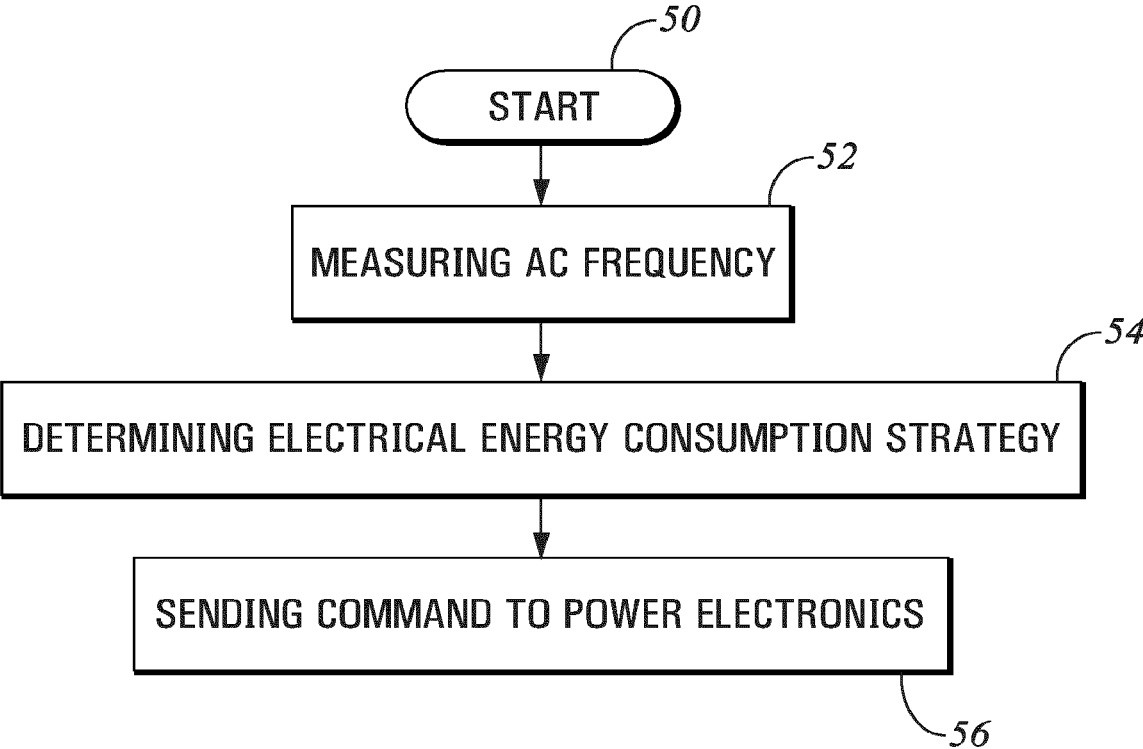 50
START
52
MEASURING AC FREQUENCY
54
DETERMINING ELECTRICAL ENERGY CONSUMPTION STRATEGY
SENDING COMMAND TO POWER ELECTRONICS
56